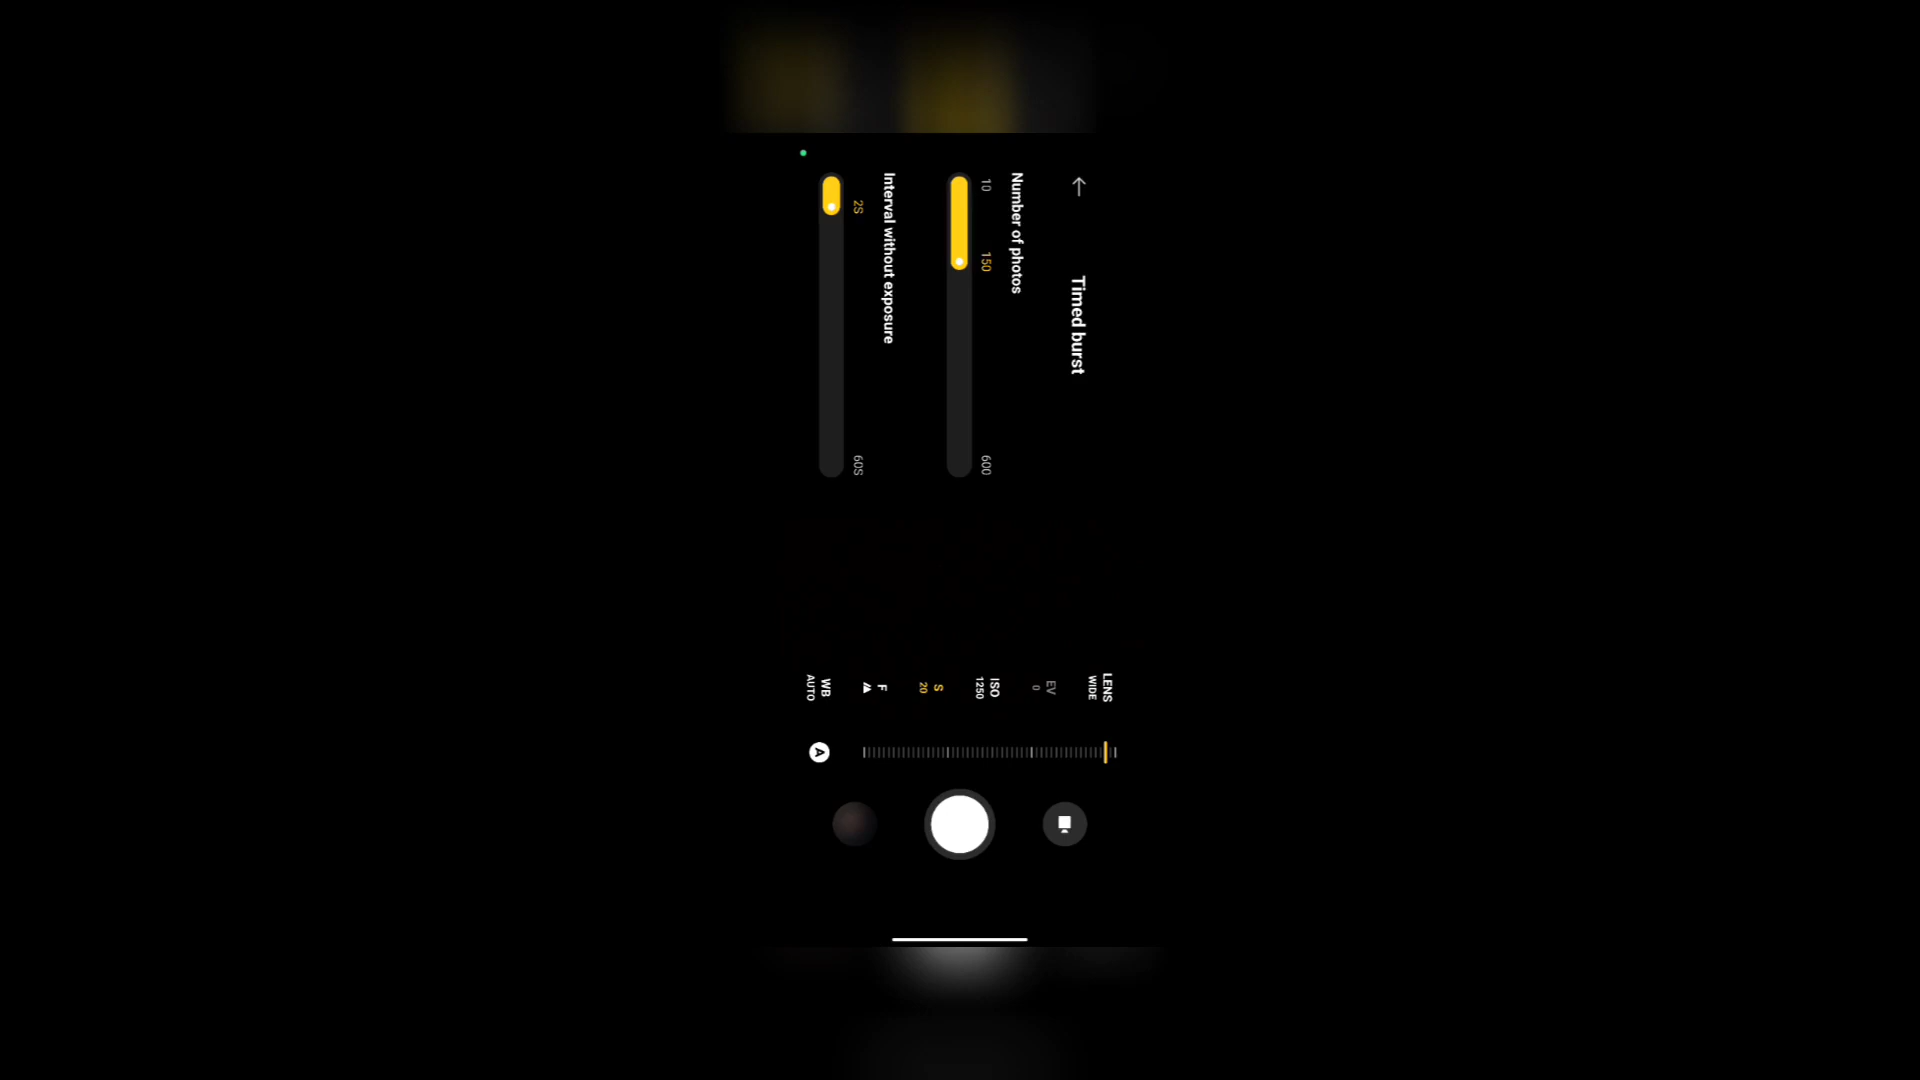 Timed burst
Number of photos
10 150 600
Interval without exposure
2S 60S
LENS
WIDE
EV
0
ISO
1250
S
20
F
WB
AUTO
A